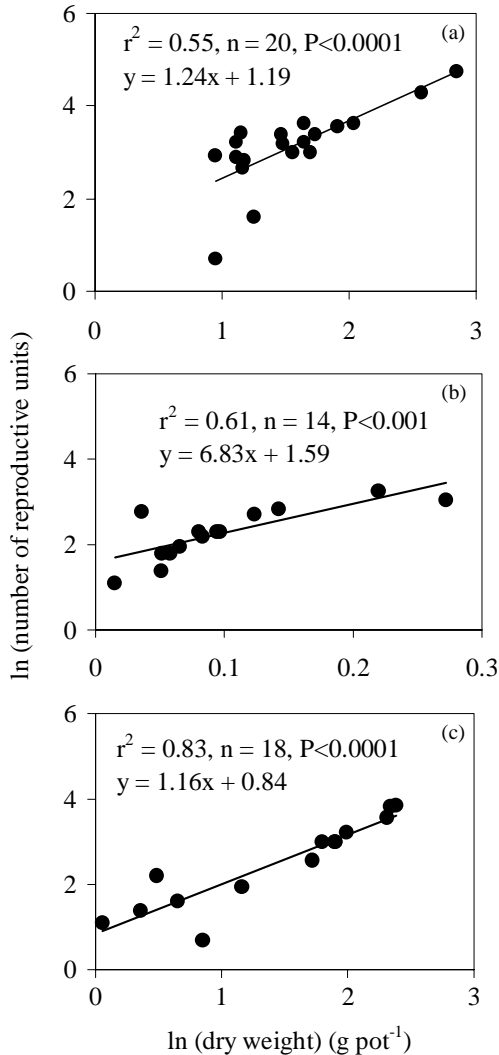 r² = 0.55, n = 20, P<0.0001 (a)
y = 1.24x + 1.19
6
4
2
0
0 1 2 3
(b)
r² = 0.61, n = 14, P<0.001
y = 6.83x + 1.59
6
4
2
0
0 0.1 0.2 0.3
(c)
r² = 0.83, n = 18, P<0.0001
y = 1.16x + 0.84
6
4
2
0
0 1 2 3
ln (number of reproductive units)
ln (dry weight) (g pot⁻¹)